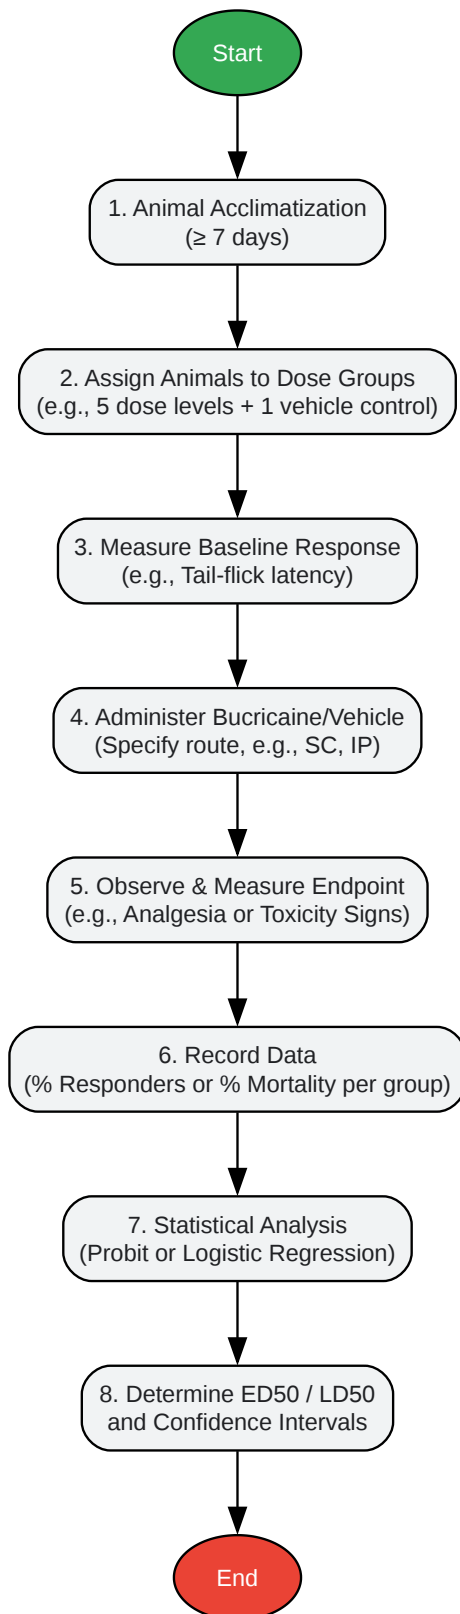 Start
1. Animal Acclimatization
(≥ 7 days)
2. Assign Animals to Dose Groups
(e.g., 5 dose levels + 1 vehicle control)
3. Measure Baseline Response
(e.g., Tail-flick latency)
4. Administer Bucricaine/Vehicle
(Specify route, e.g., SC, IP)
5. Observe & Measure Endpoint
(e.g., Analgesia or Toxicity Signs)
6. Record Data
(% Responders or % Mortality per group)
7. Statistical Analysis
(Probit or Logistic Regression)
8. Determine ED50 / LD50
and Confidence Intervals
End